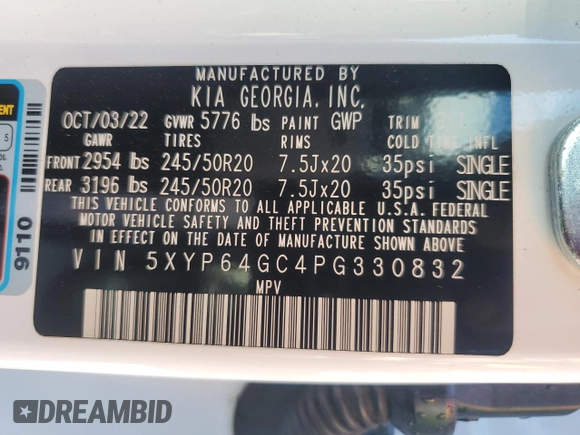 MANUFACTURED BY
KIA GEORGIA, INC,
OCT/03/22 GVWR 5776 lbs PAINT GWP TRIM
GAWR TIRES RIMS COLD TIRE INFL
FRONT 2954 lbs 245/50R20 7.5Jx20 35psi SINGLE
REAR 3196 lbs 245/50R20 7.5Jx20 35psi SINGLE
THIS VEHICLE CONFORMS TO ALL APPLICABLE U.S.A. FEDERAL
MOTOR VEHICLE SAFETY AND THEFT PREVENTION STANDARDS
IN EFFECT ON THE DATE OF MANUFACTURE SHOWN ABOVE.
VIN 5XYP64GC4PG330832
MPV
5
9110
DREAMBID